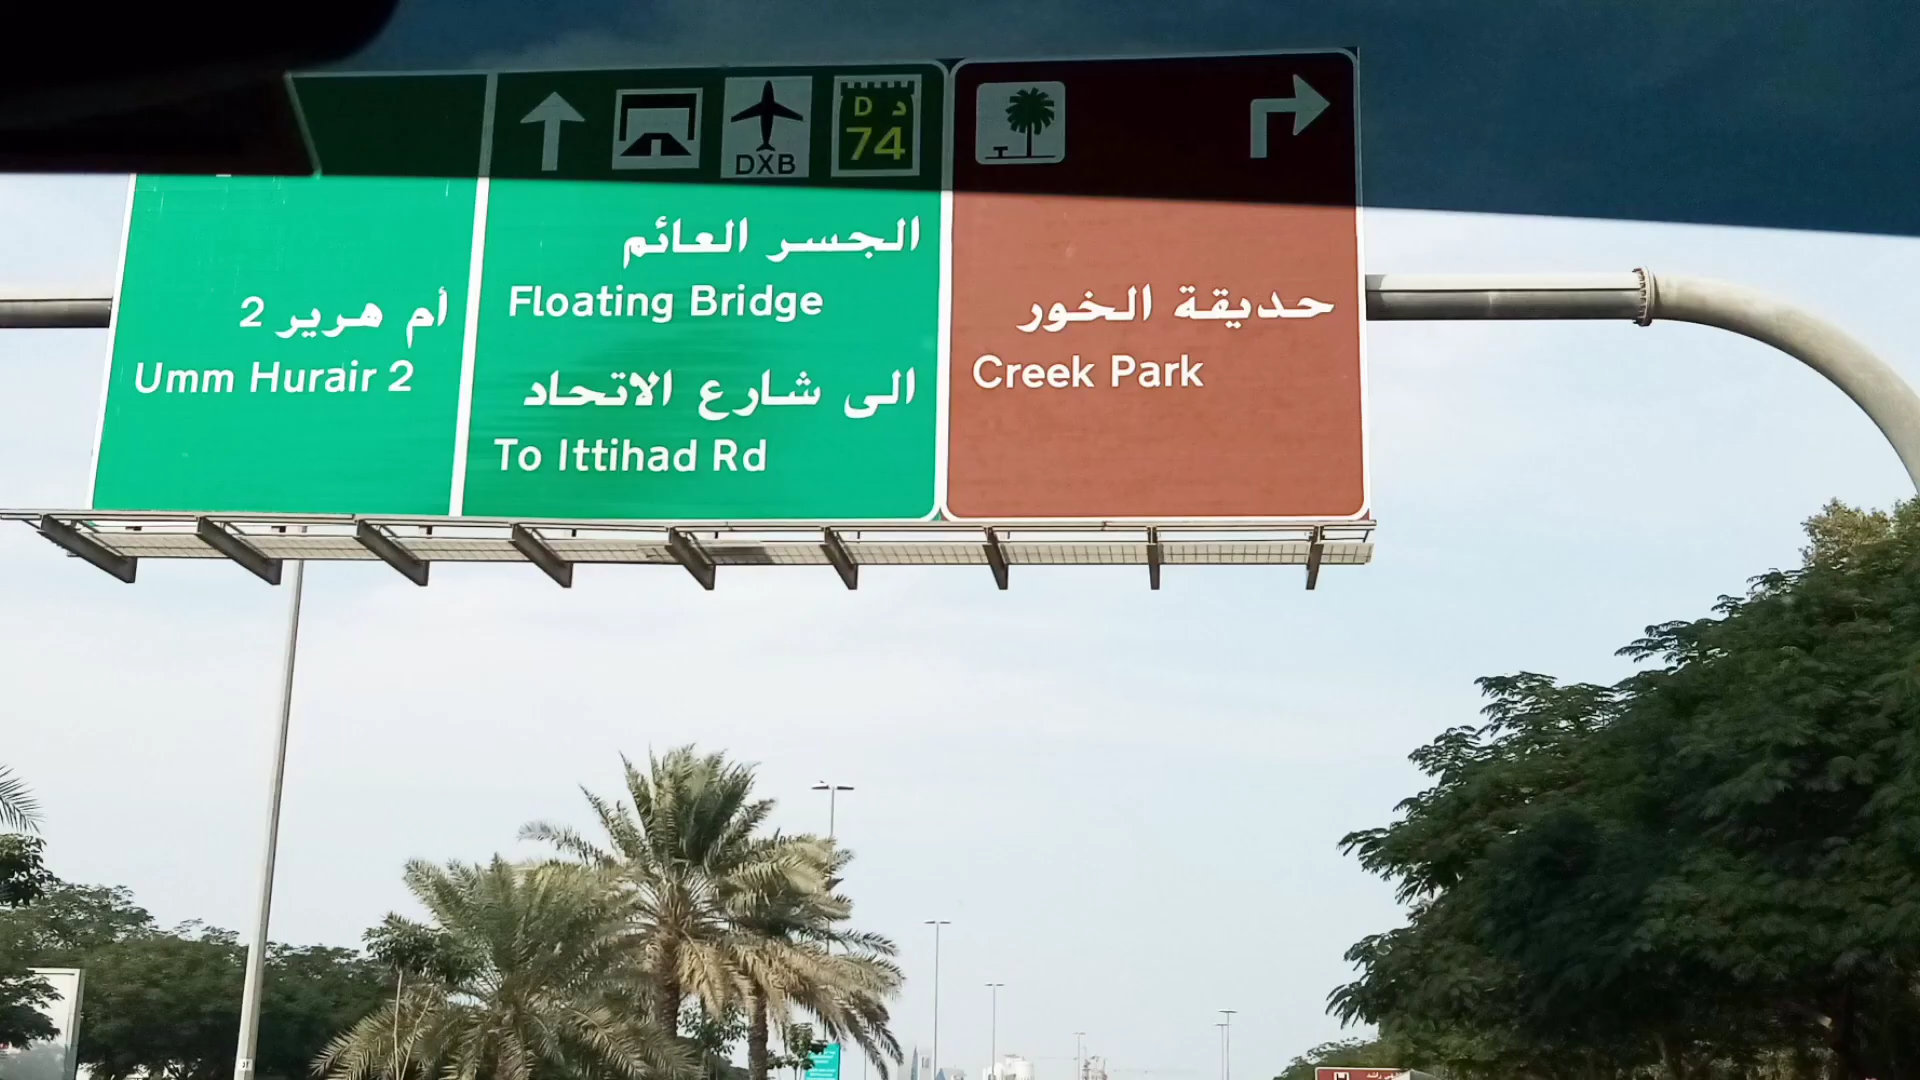 أم هرير 2
Umm Hurair 2
DXB
D د
74
الجسر العائم
Floating Bridge
الى شارع الاتحاد
To Ittihad Rd
حديقة الخور
Creek Park